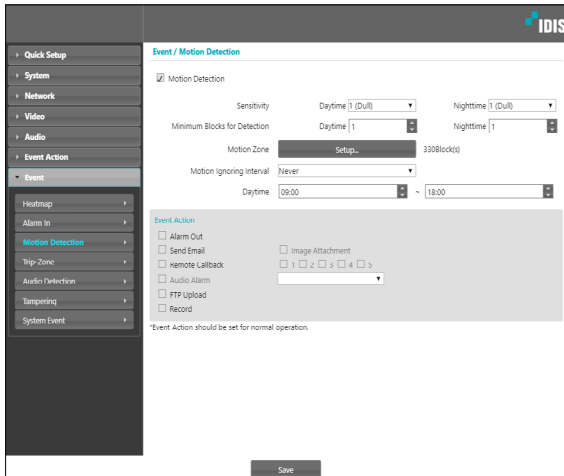 IDIS
Quick Setup
System
Network
Video
Audio
Event Action
Event
Heatmap
Alarm In
Motion Detection
Trip-Zone
Audio Detection
Tampering
System Event
Event / Motion Detection
Motion Detection
Sensitivity Daytime 1 (Dull) Nighttime 1 (Dull)
Minimum Blocks for Detection Daytime 1 Nighttime 1
Motion Zone Setup... 330Block(s)
Motion Ignoring Interval Never
Daytime 09:00 ~ 18:00
Event Action
Alarm Out
Send Email Image Attachment
Remote Callback 1 2 3 4 5
Audio Alarm
FTP Upload
Record
*Event Action should be set for normal operation.
Save